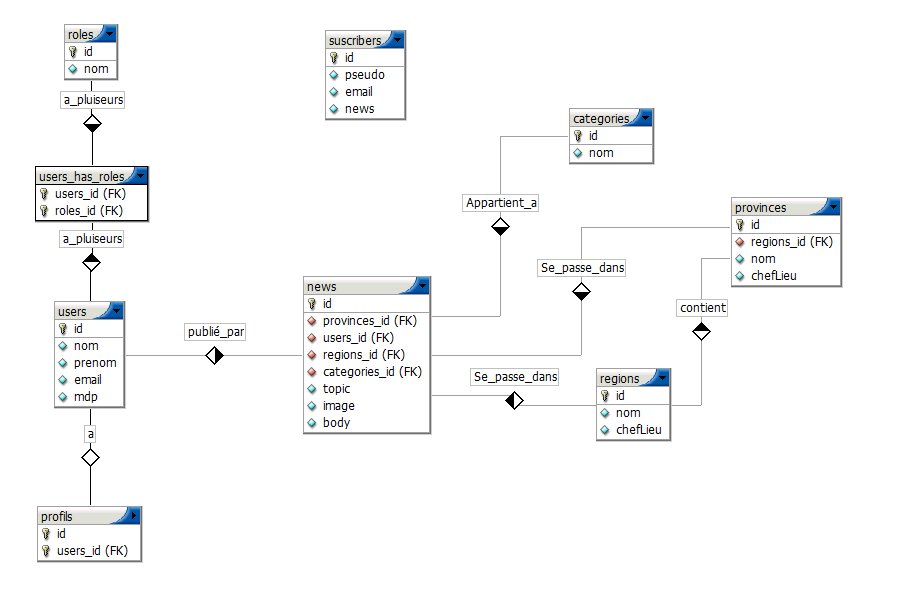 roles
id
nom
a_pluiseurs
users_has_roles
users_id (FK)
roles_id (FK)
a_pluiseurs
users
id
nom
prenom
email
mdp
a
profils
id
users_id (FK)
publié_par
suscribers
id
pseudo
email
news
news
id
provinces_id (FK)
users_id (FK)
regions_id (FK)
categories_id (FK)
topic
image
body
Appartient_a
categories
id
nom
Se_passe_dans
provinces
id
regions_id (FK)
nom
chefLieu
contient
Se_passe_dans
regions
id
nom
chefLieu